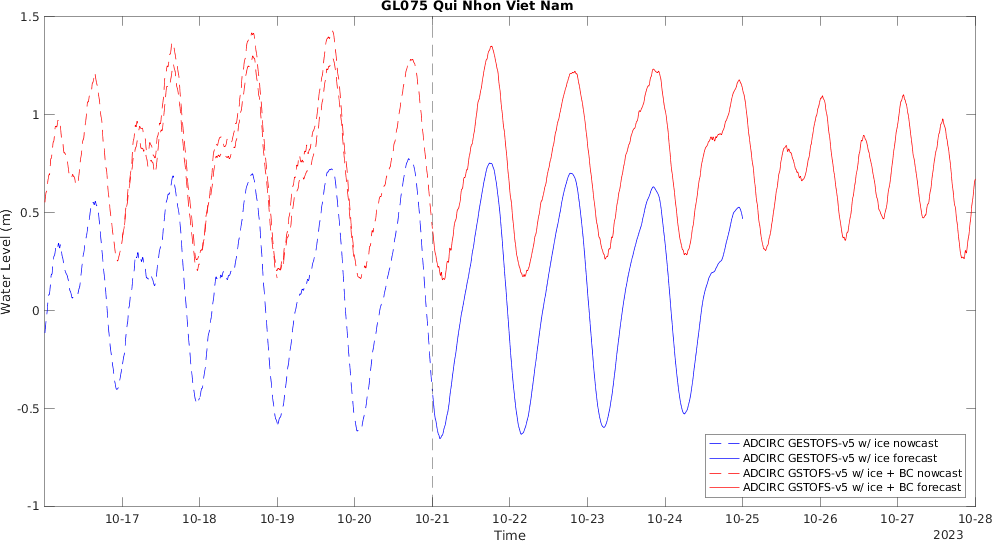 GL075 Qui Nhon Viet Nam
1.5
1
0.5
0
-0.5
-1
Water Level (m)
10-17 10-18 10-19 10-20 10-21 10-22 10-23 10-24 10-25 10-26 10-27 10-28
Time
2023
ADCIRC GESTOFS-v5 w/ ice nowcast
ADCIRC GESTOFS-v5 w/ ice forecast
ADCIRC GSTOFS-v5 w/ ice + BC nowcast
ADCIRC GSTOFS-v5 w/ ice + BC forecast